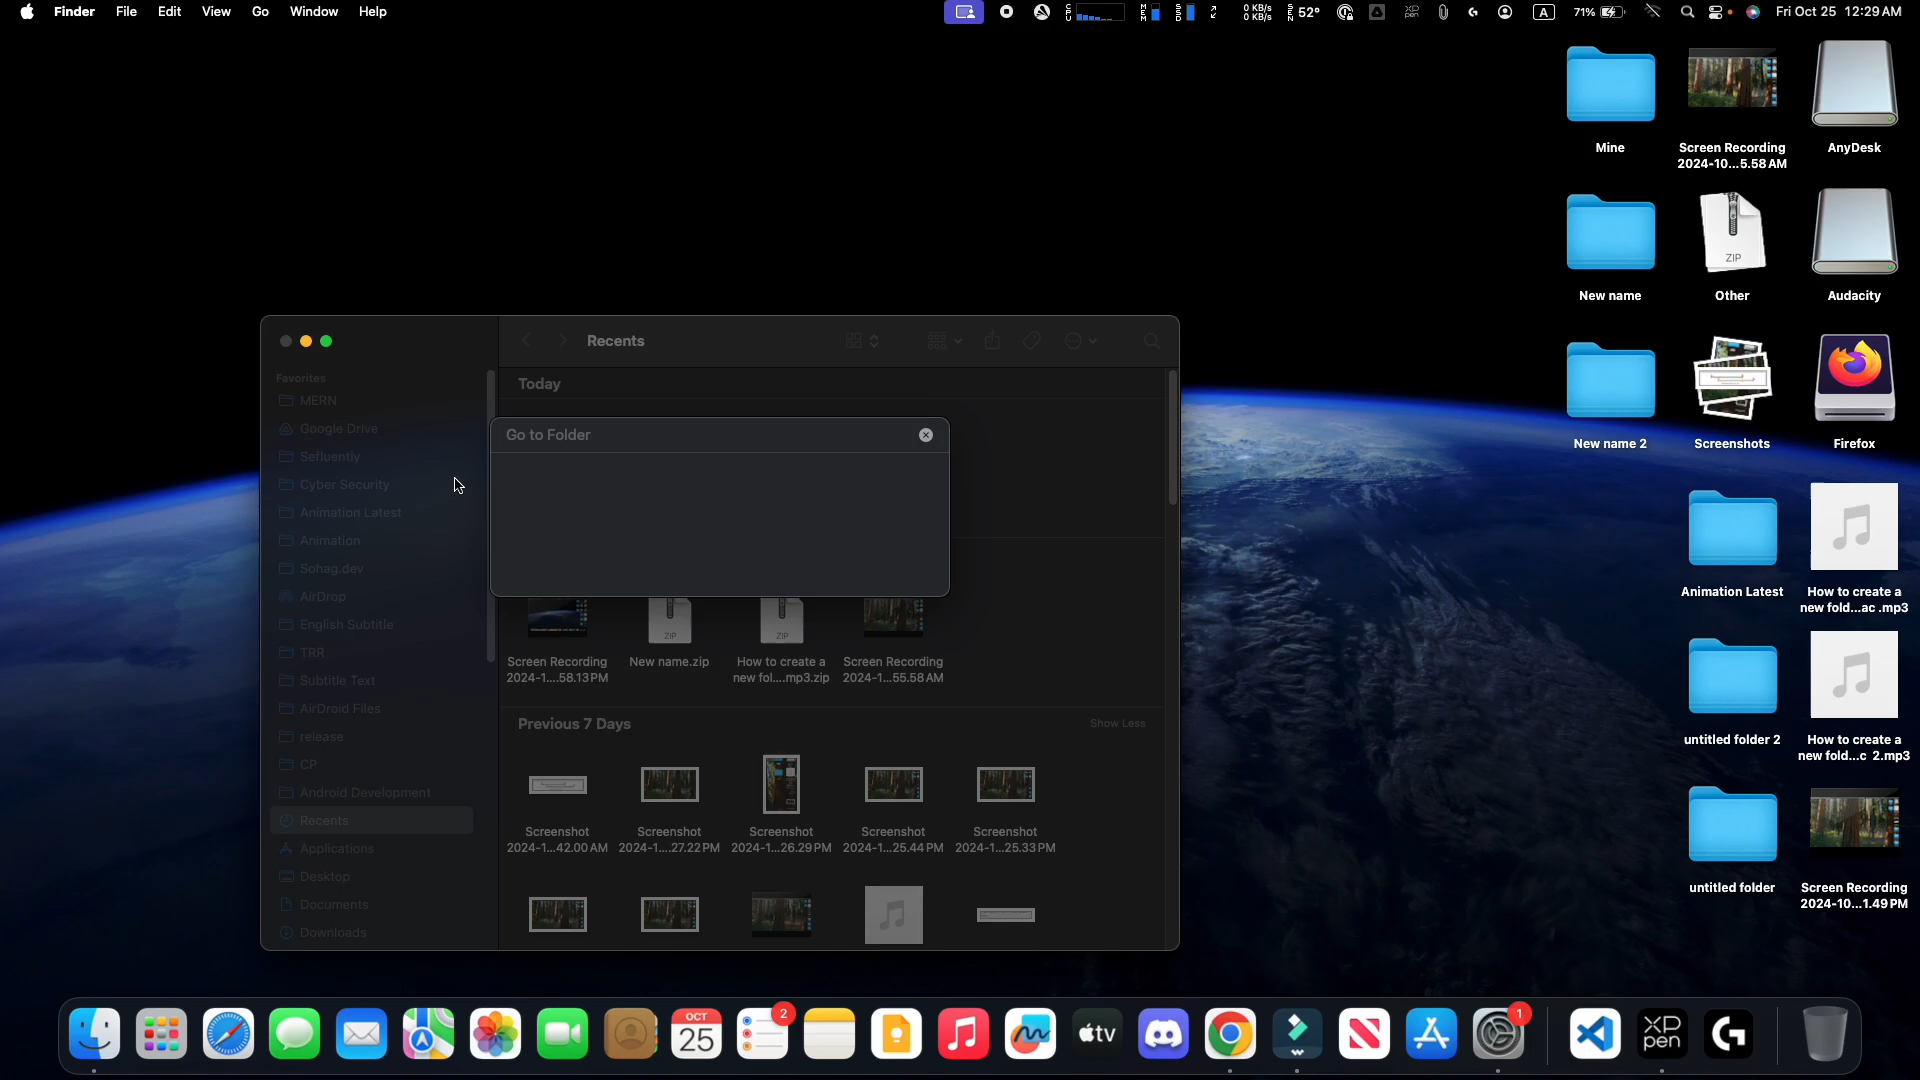 Finder File Edit View Go Window Help
0 KB/s
0 KB/s
52°
A
71%
Fri Oct 25 12:29 AM
Mine
Screen Recording
2024-10...5.58 AM
AnyDesk
ZIP
New name
Other
Audacity
New name 2
Screenshots
Firefox
Animation Latest
How to create a
new fold...ac .mp3
untitled folder 2
How to create a
new fold...c 2.mp3
untitled folder
Screen Recording
2024-10...1.49 PM
Recents
Favorites
MERN
Google Drive
Sefluently
Cyber Security
Animation Latest
Animation
Sohag.dev
AirDrop
English Subtitle
TRR
Subtitle Text
AirDroid Files
release
CP
Android Development
Recents
Applications
Desktop
Documents
Downloads
Today
Go to Folder
ZIP
ZIP
Screen Recording
2024-1....58.13 PM
New name.zip
How to create a
new fol....mp3.zip
Screen Recording
2024-1...55.58 AM
Previous 7 Days
Show Less
Screenshot
2024-1...42.00 AM
Screenshot
2024-1....27.22 PM
Screenshot
2024-1...26.29 PM
Screenshot
2024-1...25.44 PM
Screenshot
2024-1...25.33 PM
OCT
25
2
tv
1
XP
pen